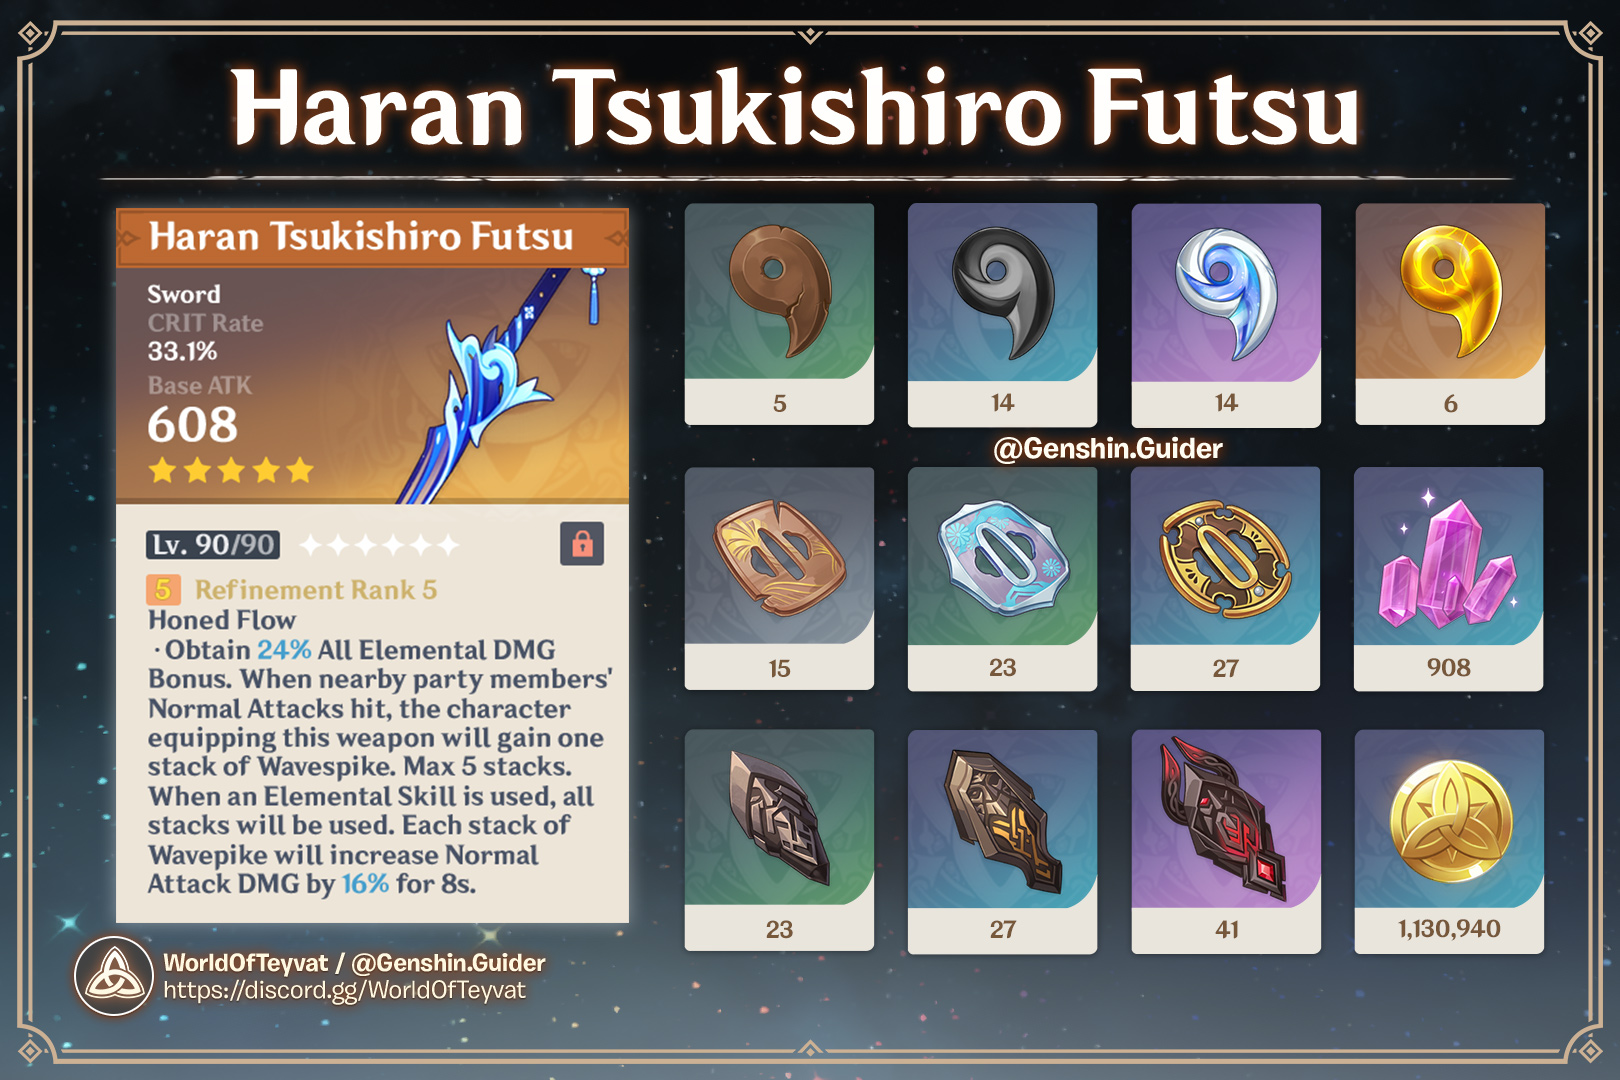 Haran Tsukishiro Futsu
Haran Tsukishiro Futsu
Sword
CRIT Rate
33.1%
Base ATK
608
Lv. 90/90
5 Refinement Rank 5
Honed Flow
· Obtain 24% All Elemental DMG
Bonus. When nearby party members'
Normal Attacks hit, the character
equipping this weapon will gain one
stack of Wavespike. Max 5 stacks.
When an Elemental Skill is used, all
stacks will be used. Each stack of
Wavepike will increase Normal
Attack DMG by 16% for 8s.
5 14 14 6
@Genshin.Guider
15 23 27 908
23 27 41 1,130,940
WorldOfTeyvat / @Genshin.Guider
https://discord.gg/WorldOfTeyvat